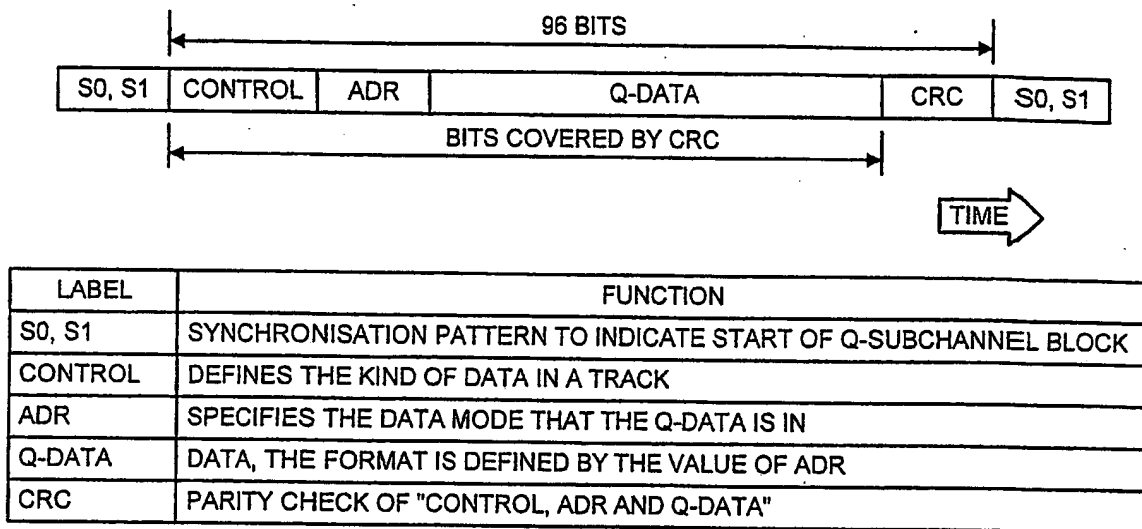 96 BITS
S0, S1 CONTROL ADR Q-DATA CRC S0, S1
BITS COVERED BY CRC
TIME
LABEL FUNCTION
S0, S1 SYNCHRONISATION PATTERN TO INDICATE START OF Q-SUBCHANNEL BLOCK
CONTROL DEFINES THE KIND OF DATA IN A TRACK
ADR SPECIFIES THE DATA MODE THAT THE Q-DATA IS IN
Q-DATA DATA, THE FORMAT IS DEFINED BY THE VALUE OF ADR
CRC PARITY CHECK OF "CONTROL, ADR AND Q-DATA"